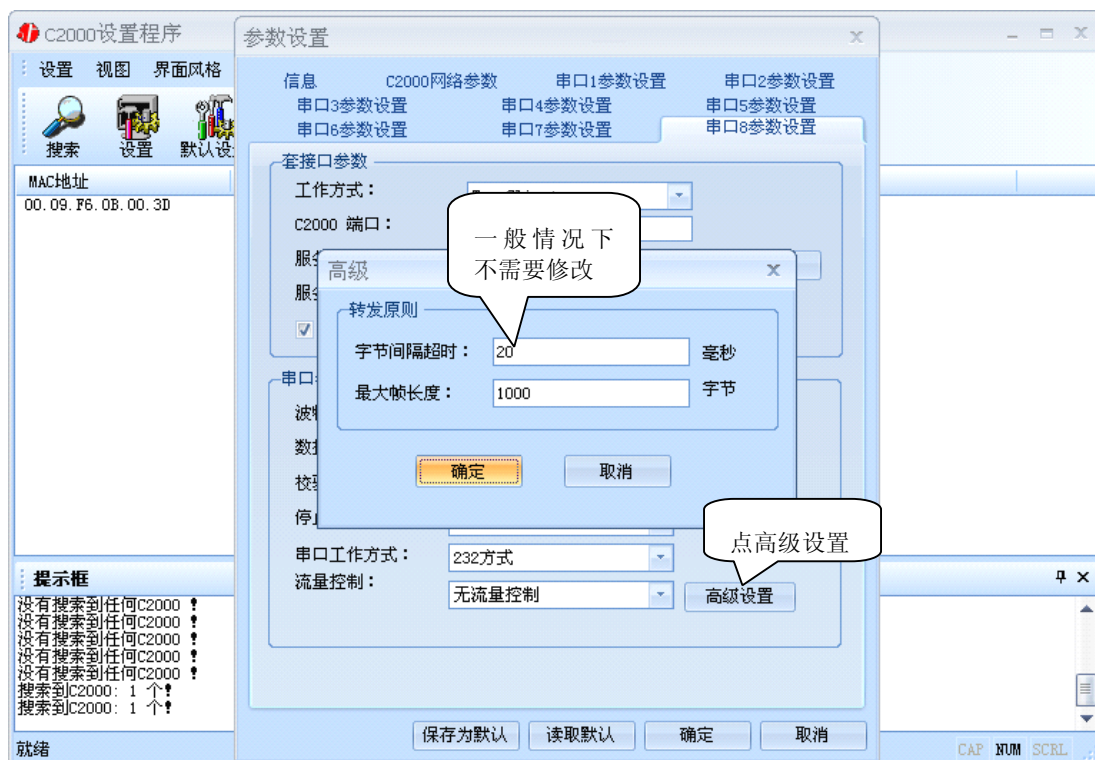 C2000设置程序
设置 视图 界面风格
搜索 设置 默认设
MAC地址
00.09.F6.0B.00.3D
参数设置
信息 C2000网络参数 串口1参数设置 串口2参数设置
串口3参数设置 串口4参数设置 串口5参数设置
串口6参数设置 串口7参数设置 串口8参数设置
套接口参数
工作方式：
C2000 端口：
一般情况下
不需要修改
高级
转发原则
字节间隔超时： 20 毫秒
最大帧长度： 1000 字节
确定 取消
点高级设置
串口工作方式： 232方式
流量控制： 无流量控制 高级设置
保存为默认 读取默认 确定 取消
提示框
没有搜索到任何C2000！
没有搜索到任何C2000！
没有搜索到任何C2000！
没有搜索到任何C2000！
没有搜索到任何C2000！
搜索到C2000: 1 个！
搜索到C2000: 1 个！
就绪
CAP NUM SCRL